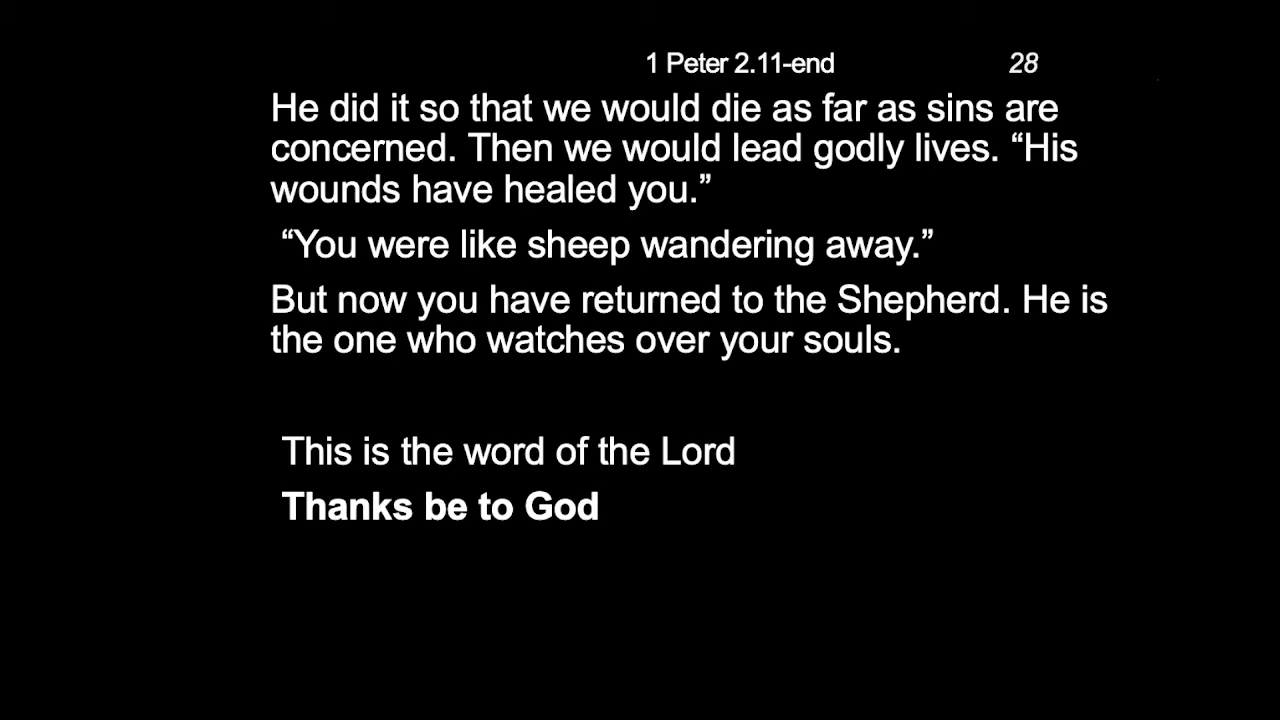 1 Peter 2.11-end 28
He did it so that we would die as far as sins are
concerned. Then we would lead godly lives. “His
wounds have healed you.”
“You were like sheep wandering away.”
But now you have returned to the Shepherd. He is
the one who watches over your souls.
This is the word of the Lord
Thanks be to God